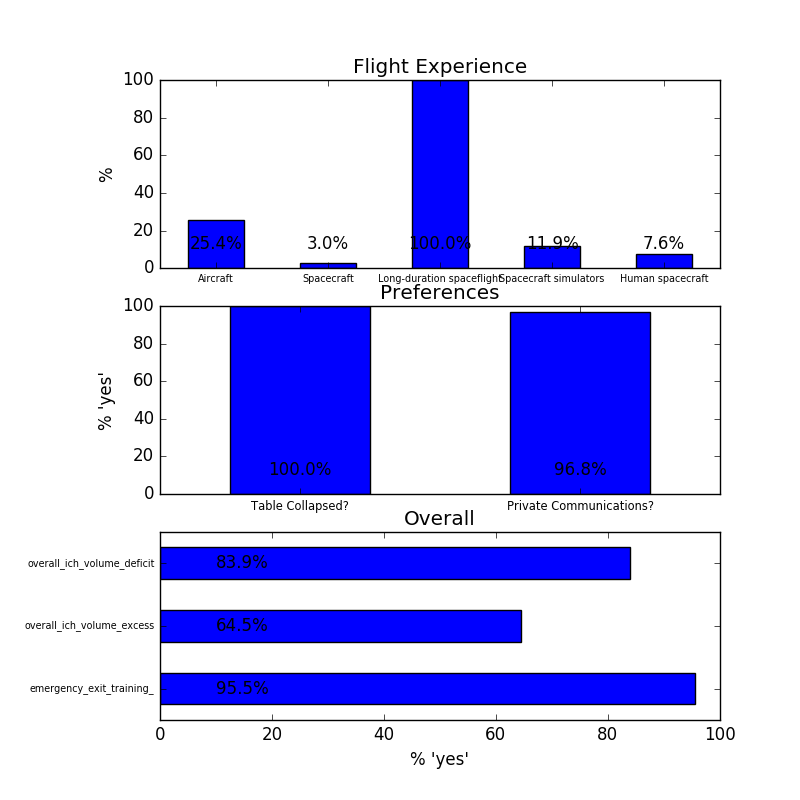 Flight Experience
%
100
80
60
40
20
0
25.4%
3.0%
100.0%
11.9%
7.6%
Aircraft
Spacecraft
Long-duration spaceflight
Spacecraft simulators
Human spacecraft
Preferences
% 'yes'
100
80
60
40
20
0
100.0%
96.8%
Table Collapsed?
Private Communications?
Overall
overall_ich_volume_deficit
83.9%
overall_ich_volume_excess
64.5%
emergency_exit_training_
95.5%
0 20 40 60 80 100
% 'yes'